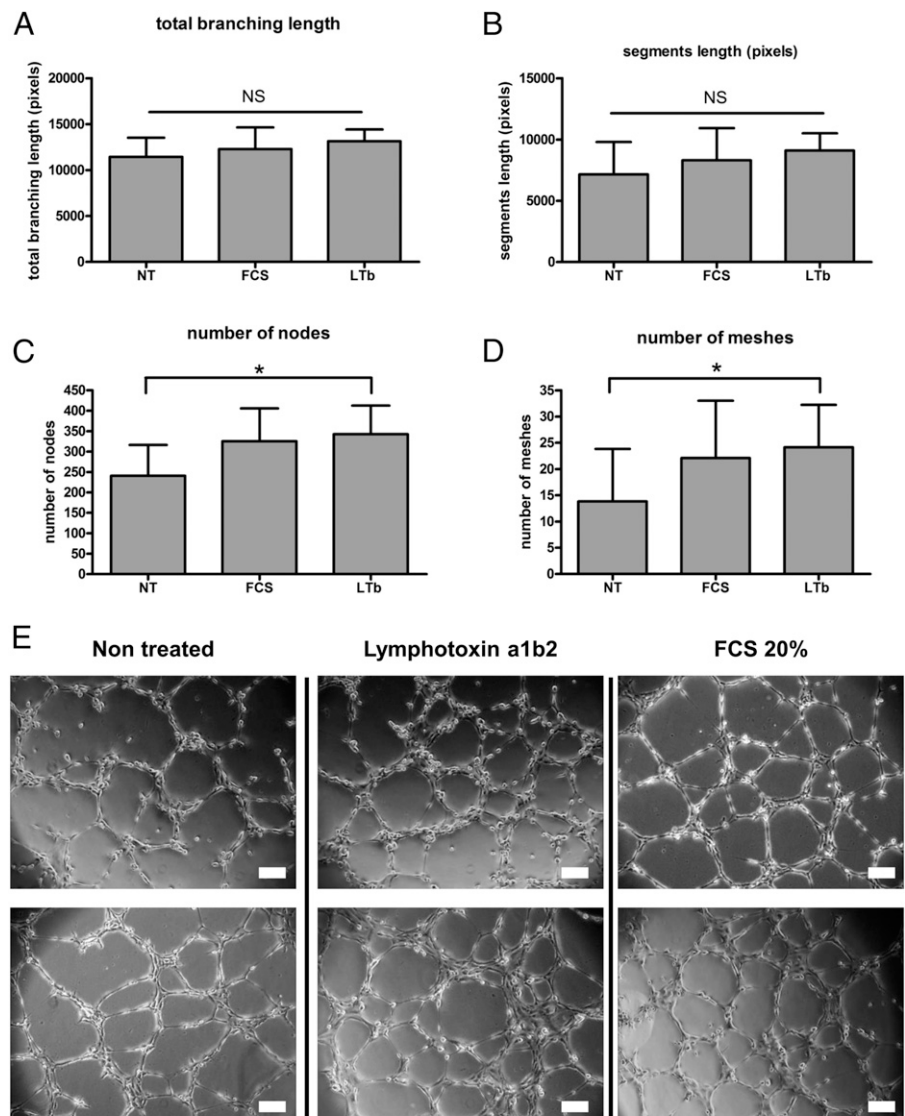 A
total branching length
total branching length (pixels)
20000
15000
10000
5000
0
NS
NT
FCS
LTb
B
segments length (pixels)
segments length (pixels)
15000
10000
5000
0
NS
NT
FCS
LTb
C
number of nodes
number of nodes
450
400
350
300
250
200
150
100
50
0
*
NT
FCS
LTb
D
number of meshes
number of meshes
35
30
25
20
15
10
5
0
*
NT
FCS
LTb
E
Non treated
Lymphotoxin a1b2
FCS 20%